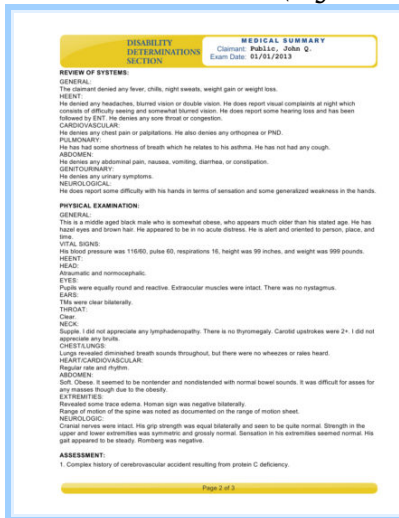 DISABILITY
DETERMINATIONS
SECTION
MEDICAL SUMMARY
Claimant: Public, John Q.
Exam Date: 01/01/2013
REVIEW OF SYSTEMS:
GENERAL:
The claimant denied any fever, chills, night sweats, weight gain or weight loss.
HEENT:
He denied any headaches, blurred vision or double vision. He does report visual complaints at night which
consists of difficulty seeing and somewhat blurred vision. He does report some hearing loss and has been
followed by ENT. He denies any sore throat or congestion.
CARDIOVASCULAR:
He denies any chest pain or palpitations. He also denies any orthopnea or PND.
PULMONARY:
He has had some shortness of breath which he relates to his asthma. He has not had any cough.
ABDOMEN:
He denies any abdominal pain, nausea, vomiting, diarrhea, or constipation.
GENITOURINARY:
He denies any urinary symptoms.
NEUROLOGICAL:
He does report some difficulty with his hands in terms of sensation and some generalized weakness in the hands.
PHYSICAL EXAMINATION:
GENERAL:
This is a middle aged black male who is somewhat obese, who appears much older than his stated age. He has
hazel eyes and brown hair. He appeared to be in no acute distress. He is alert and oriented to person, place, and
time.
VITAL SIGNS:
His blood pressure was 116/60, pulse 60, respirations 16, height was 99 inches, and weight was 999 pounds.
HEENT:
HEAD:
Atraumatic and normocephalic.
EYES:
Pupils were equally round and reactive. Extraocular muscles were intact. There was no nystagmus.
EARS:
TMs were clear bilaterally.
THROAT:
Clear.
NECK:
Supple. I did not appreciate any lymphadenopathy. There is no thyromegaly. Carotid upstrokes were 2+. I did not
appreciate any bruits.
CHEST/LUNGS:
Lungs revealed diminished breath sounds throughout, but there were no wheezes or rales heard.
HEART/CARDIOVASCULAR:
Regular rate and rhythm.
ABDOMEN:
Soft. Obese. It seemed to be nontender and nondistended with normal bowel sounds. It was difficult for asses for
any masses though due to the obesity.
EXTREMITIES:
Revealed some trace edema. Homan sign was negative bilaterally.
Range of motion of the spine was noted as documented on the range of motion sheet.
NEUROLOGIC:
Cranial nerves were intact. His grip strength was equal bilaterally and seen to be quite normal. Strength in the
upper and lower extremities was symmetric and grossly normal. Sensation in his extremities seemed normal. His
gait appeared to be steady. Romberg was negative.
ASSESSMENT:
1. Complex history of cerebrovascular accident resulting from protein C deficiency.
Page 2 of 3